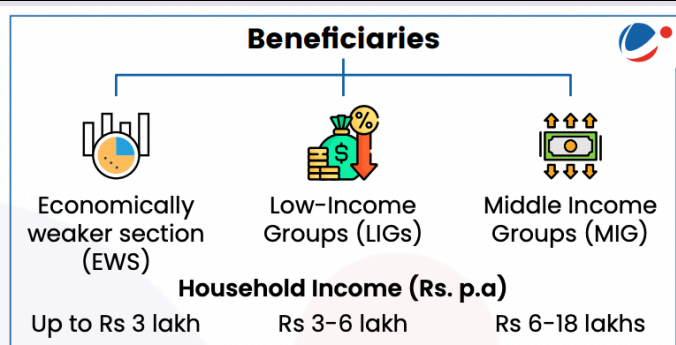 Beneficiaries
Economically
weaker section
(EWS)
Low-Income
Groups (LIGs)
Middle Income
Groups (MIG)
Household Income (Rs. p.a)
Up to Rs 3 lakh
Rs 3-6 lakh
Rs 6-18 lakhs